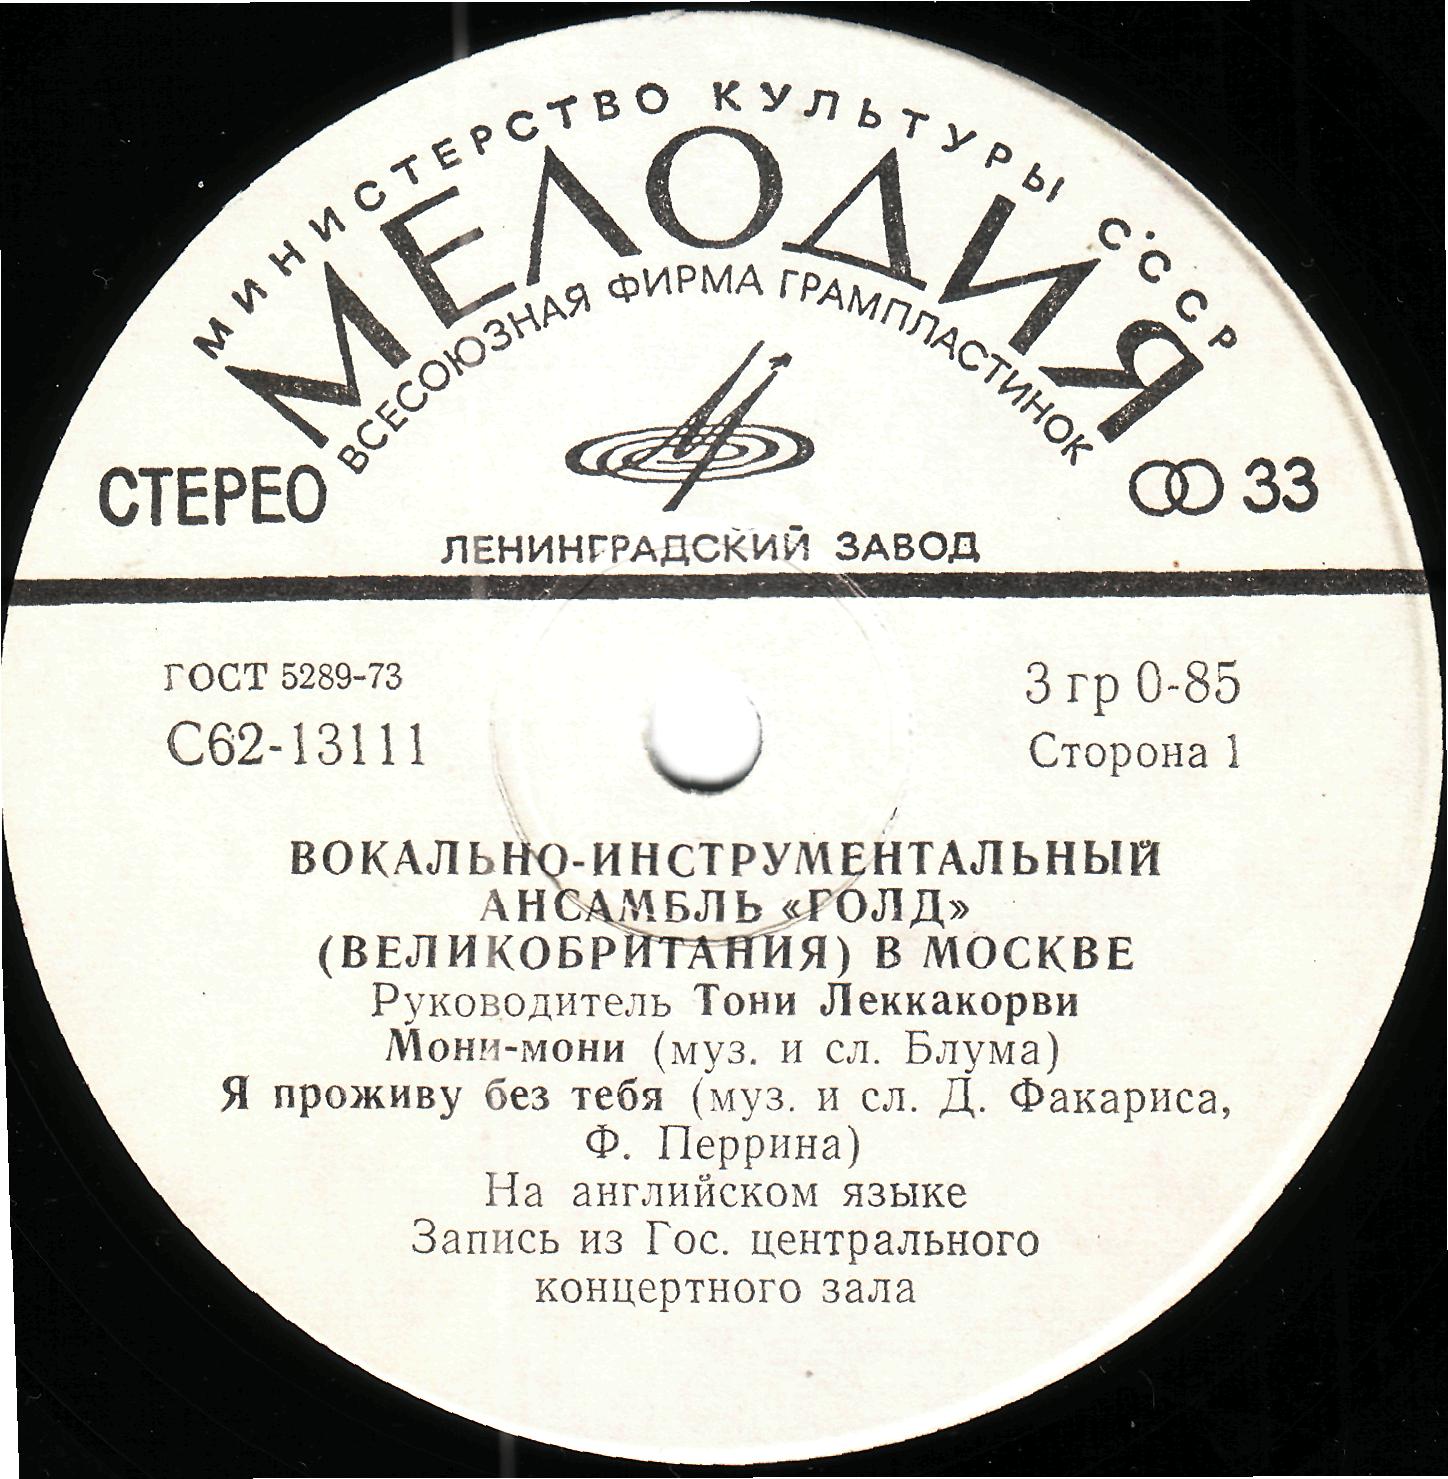 МИНИСТЕРСТВО КУЛЬТУРЫ СССР
МЕЛОДИЯ
ВСЕСОЮЗНАЯ ФИРМА ГРАМПЛАСТИНОК
СТЕРЕО
33
ЛЕНИНГРАДСКИЙ ЗАВОД
ГОСТ 5289-73
3 гр 0-85
С62-13111
Сторона 1
ВОКАЛЬНО-ИНСТРУМЕНТАЛЬНЫЙ
АНСАМБЛЬ «ГОЛД»
(ВЕЛИКОБРИТАНИЯ) В МОСКВЕ
Руководитель Тони Леккакорви
Мони-мони (муз. и сл. Блума)
Я проживу без тебя (муз. и сл. Д. Факариса,
Ф. Перрина)
На английском языке
Запись из Гос. центрального
концертного зала